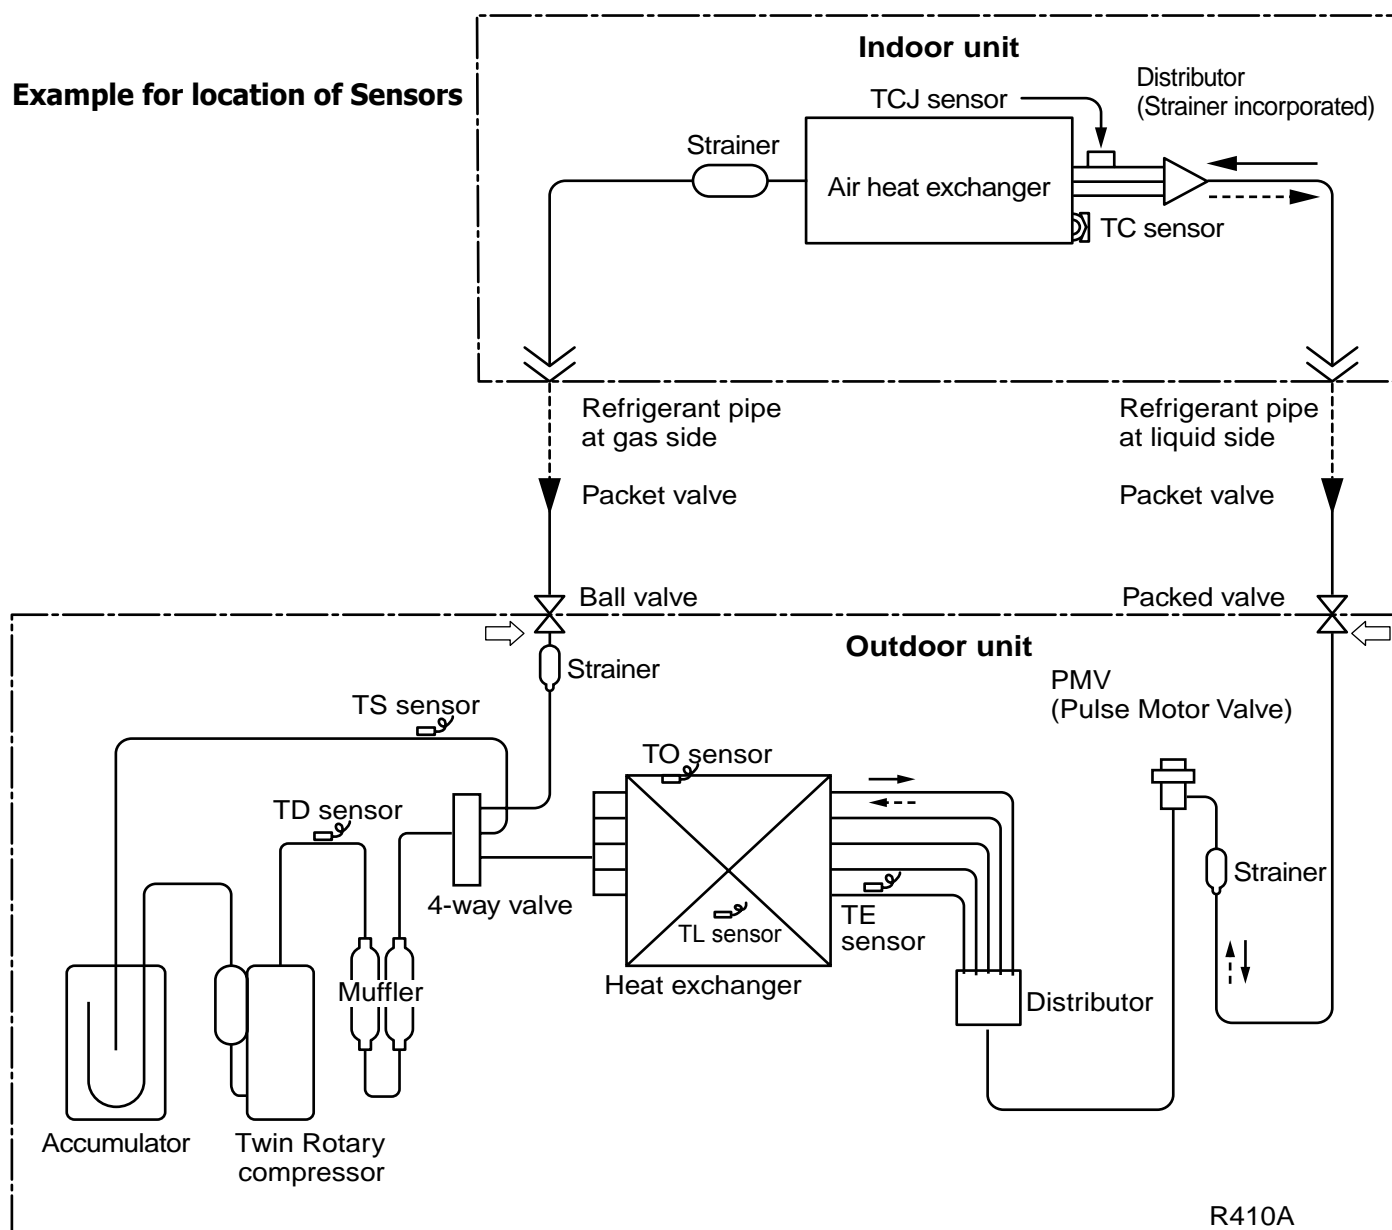 Indoor unit
Example for location of Sensors
TCJ sensor
Distributor
(Strainer incorporated)
Strainer
Air heat exchanger
TC sensor
Refrigerant pipe
at gas side
Refrigerant pipe
at liquid side
Packet valve
Packet valve
Ball valve
Packed valve
Outdoor unit
Strainer
PMV
(Pulse Motor Valve)
TS sensor
TO sensor
TD sensor
Strainer
4-way valve
TL sensor
TE
sensor
Heat exchanger
Muffler
Distributor
Accumulator
Twin Rotary
compressor
R410A